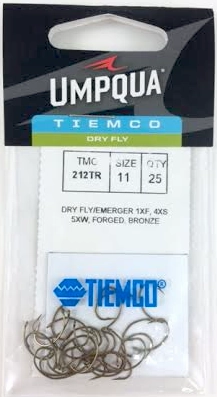 UMPQUA
TIEMCO
DRY FLY
TMC SIZE QTY
212TR 11 25
DRY FLY/EMERGER 1XF, 4XS
5XW, FORGED, BRONZE
TIEMCO®